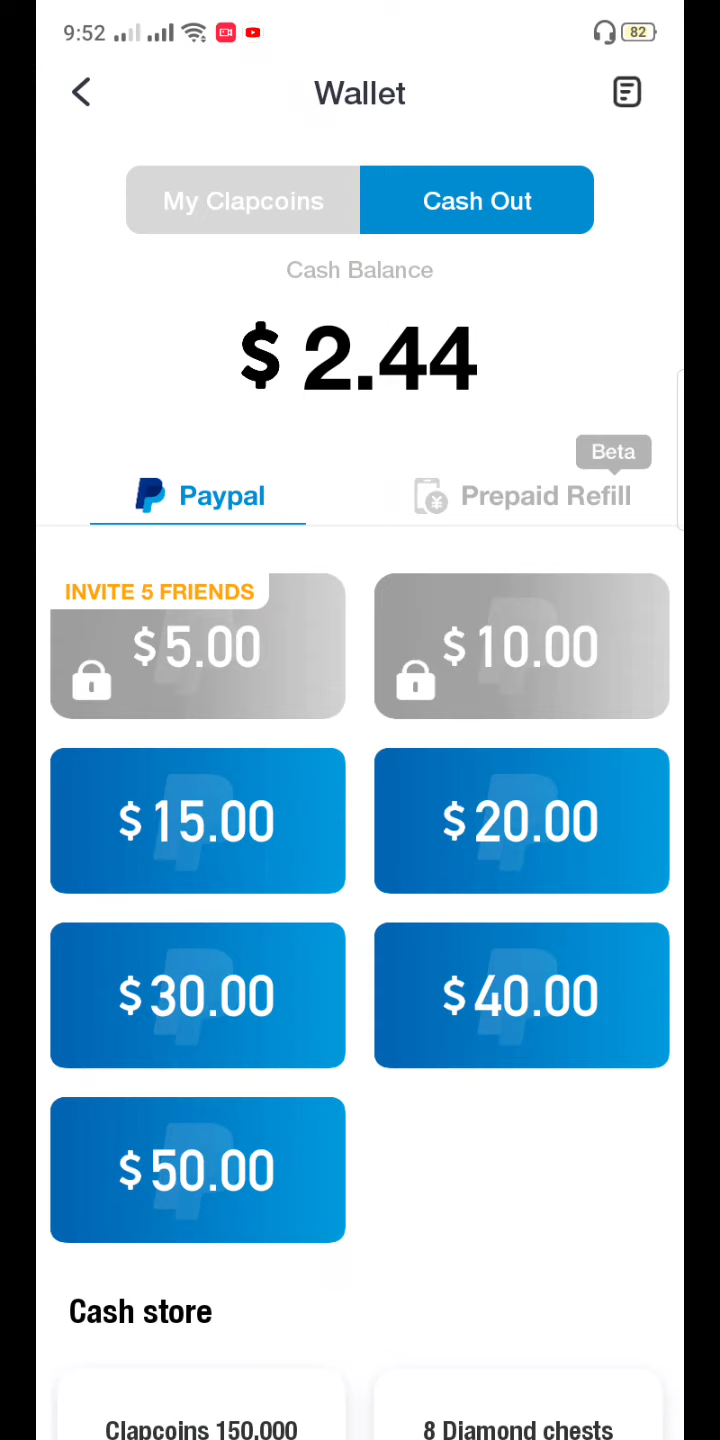 9:52
82
Wallet
My Clapcoins
Cash Out
Cash Balance
$ 2.44
Beta
Paypal
Prepaid Refill
INVITE 5 FRIENDS
$5.00
$10.00
$15.00
$20.00
$30.00
$40.00
$50.00
Cash store
Clapcoins 150,000
8 Diamond chests